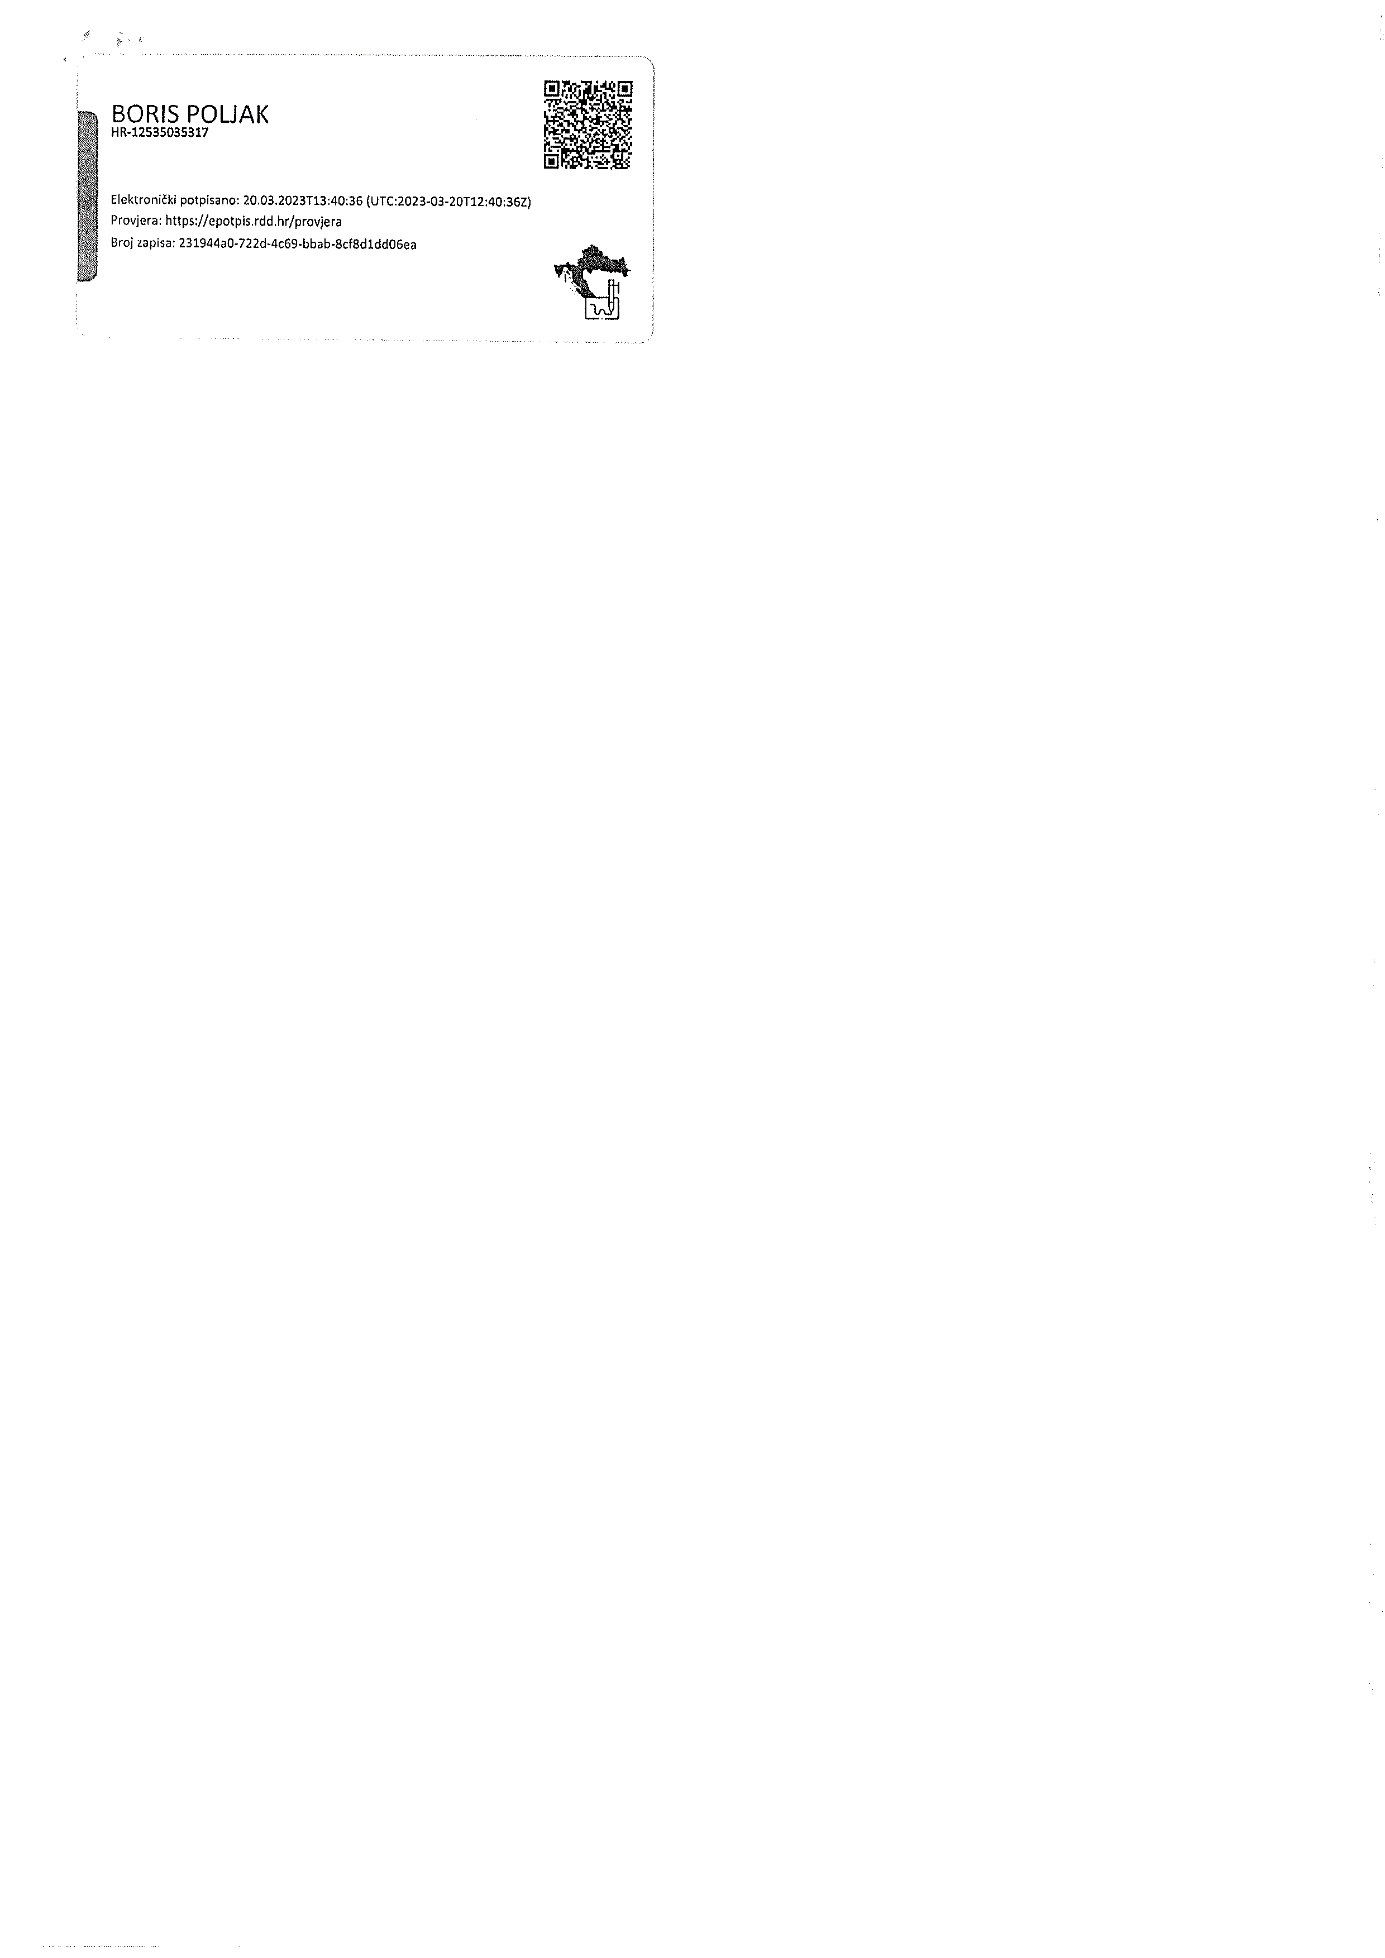 BORIS POLJAK
HR-12535035317
Elektronički potpisano: 20.03.2023T13:40:36 (UTC:2023-03-20T12:40:36Z)
Provjera: https://epotpis.rdd.hr/provjera
Broj zapisa: 231944a0-722d-4c69-bbab-8cf8d1dd06ea